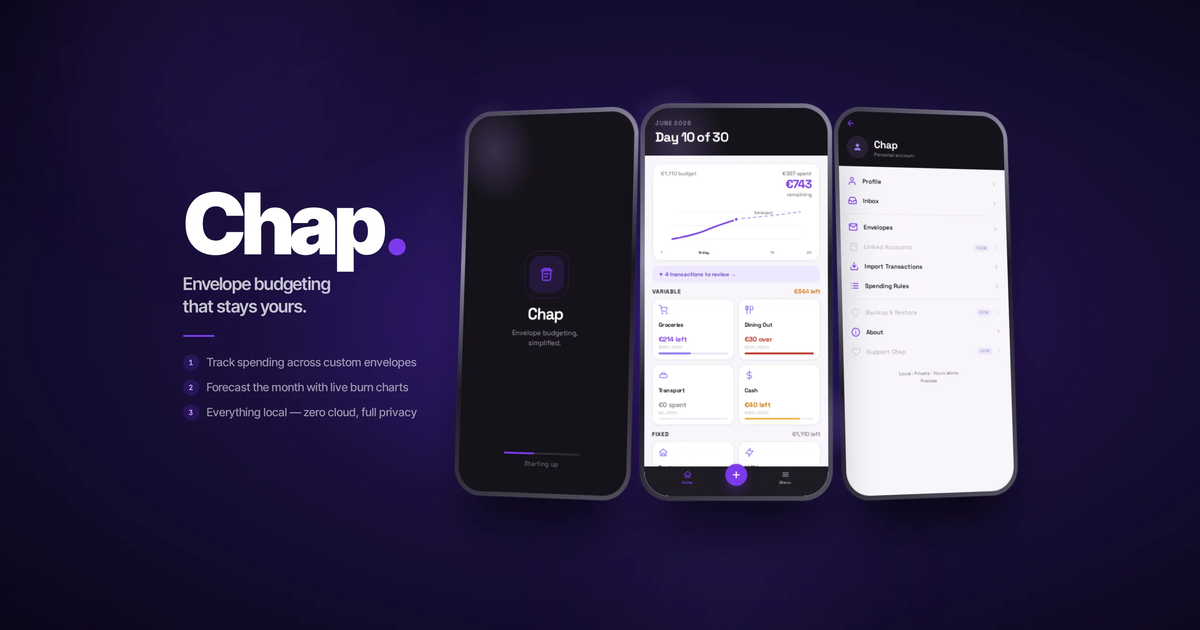 Chap.
Envelope budgeting
that stays yours.
1 Track spending across custom envelopes
2 Forecast the month with live burn charts
3 Everything local — zero cloud, full privacy
Chap
Envelope budgeting,
simplified.
Starting up
JUNE 2026
Day 10 of 30
€1,110 budget
€367 spent
€743
remaining
forecast
Today
4 transactions to review →
VARIABLE €344 left
Groceries
€214 left
Dining Out
€30 over
Transport
€0 spent
Cash
€40 left
FIXED €1,110 left
Home
+
Menu
Chap
Personal account
Profile
Inbox
Envelopes
Linked Accounts SOON
Import Transactions
Spending Rules
Backup & Restore SOON
About
Support Chap SOON
Local · Private · Yours alone
Preview